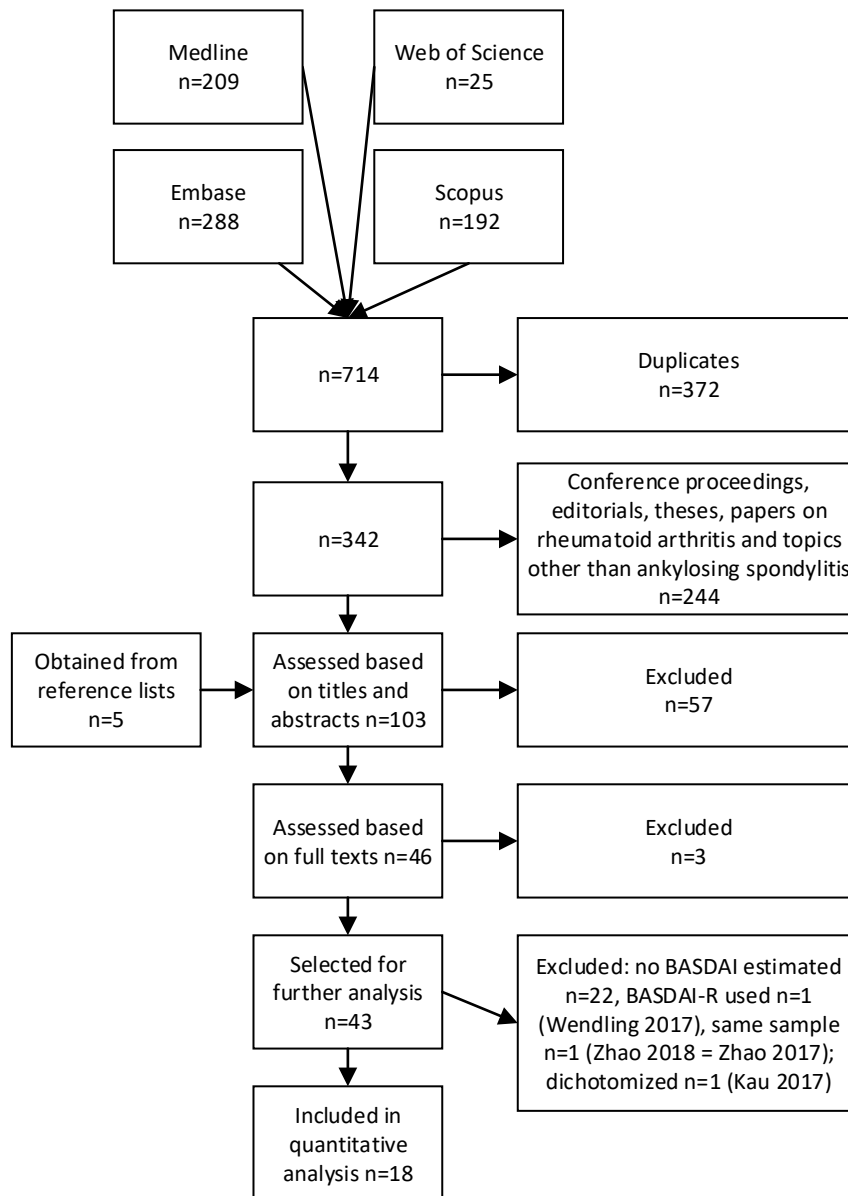 Medline
n=209
Web of Science
n=25
Embase
n=288
Scopus
n=192
n=714
Duplicates
n=372
n=342
Conference proceedings,
editorials, theses, papers on
rheumatoid arthritis and topics
other than ankylosing spondylitis
n=244
Obtained from
reference lists
n=5
Assessed based
on titles and
abstracts n=103
Excluded
n=57
Assessed based
on full texts n=46
Excluded
n=3
Selected for
further analysis
n=43
Excluded: no BASDAI estimated
n=22, BASDAI-R used n=1
(Wendling 2017), same sample
n=1 (Zhao 2018 = Zhao 2017);
dichotomized n=1 (Kau 2017)
Included in
quantitative
analysis n=18